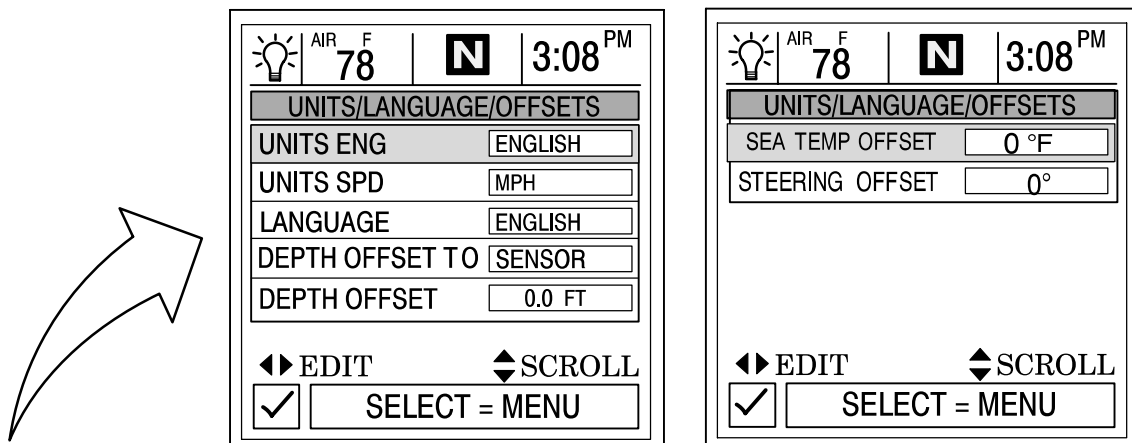 AIR F
78 N 3:08 PM
UNITS/LANGUAGE/OFFSETS
UNITS ENG ENGLISH
UNITS SPD MPH
LANGUAGE ENGLISH
DEPTH OFFSET TO SENSOR
DEPTH OFFSET 0.0 FT
EDIT SCROLL
SELECT = MENU
AIR F
78 N 3:08 PM
UNITS/LANGUAGE/OFFSETS
SEA TEMP OFFSET 0 °F
STEERING OFFSET 0°
EDIT SCROLL
SELECT = MENU